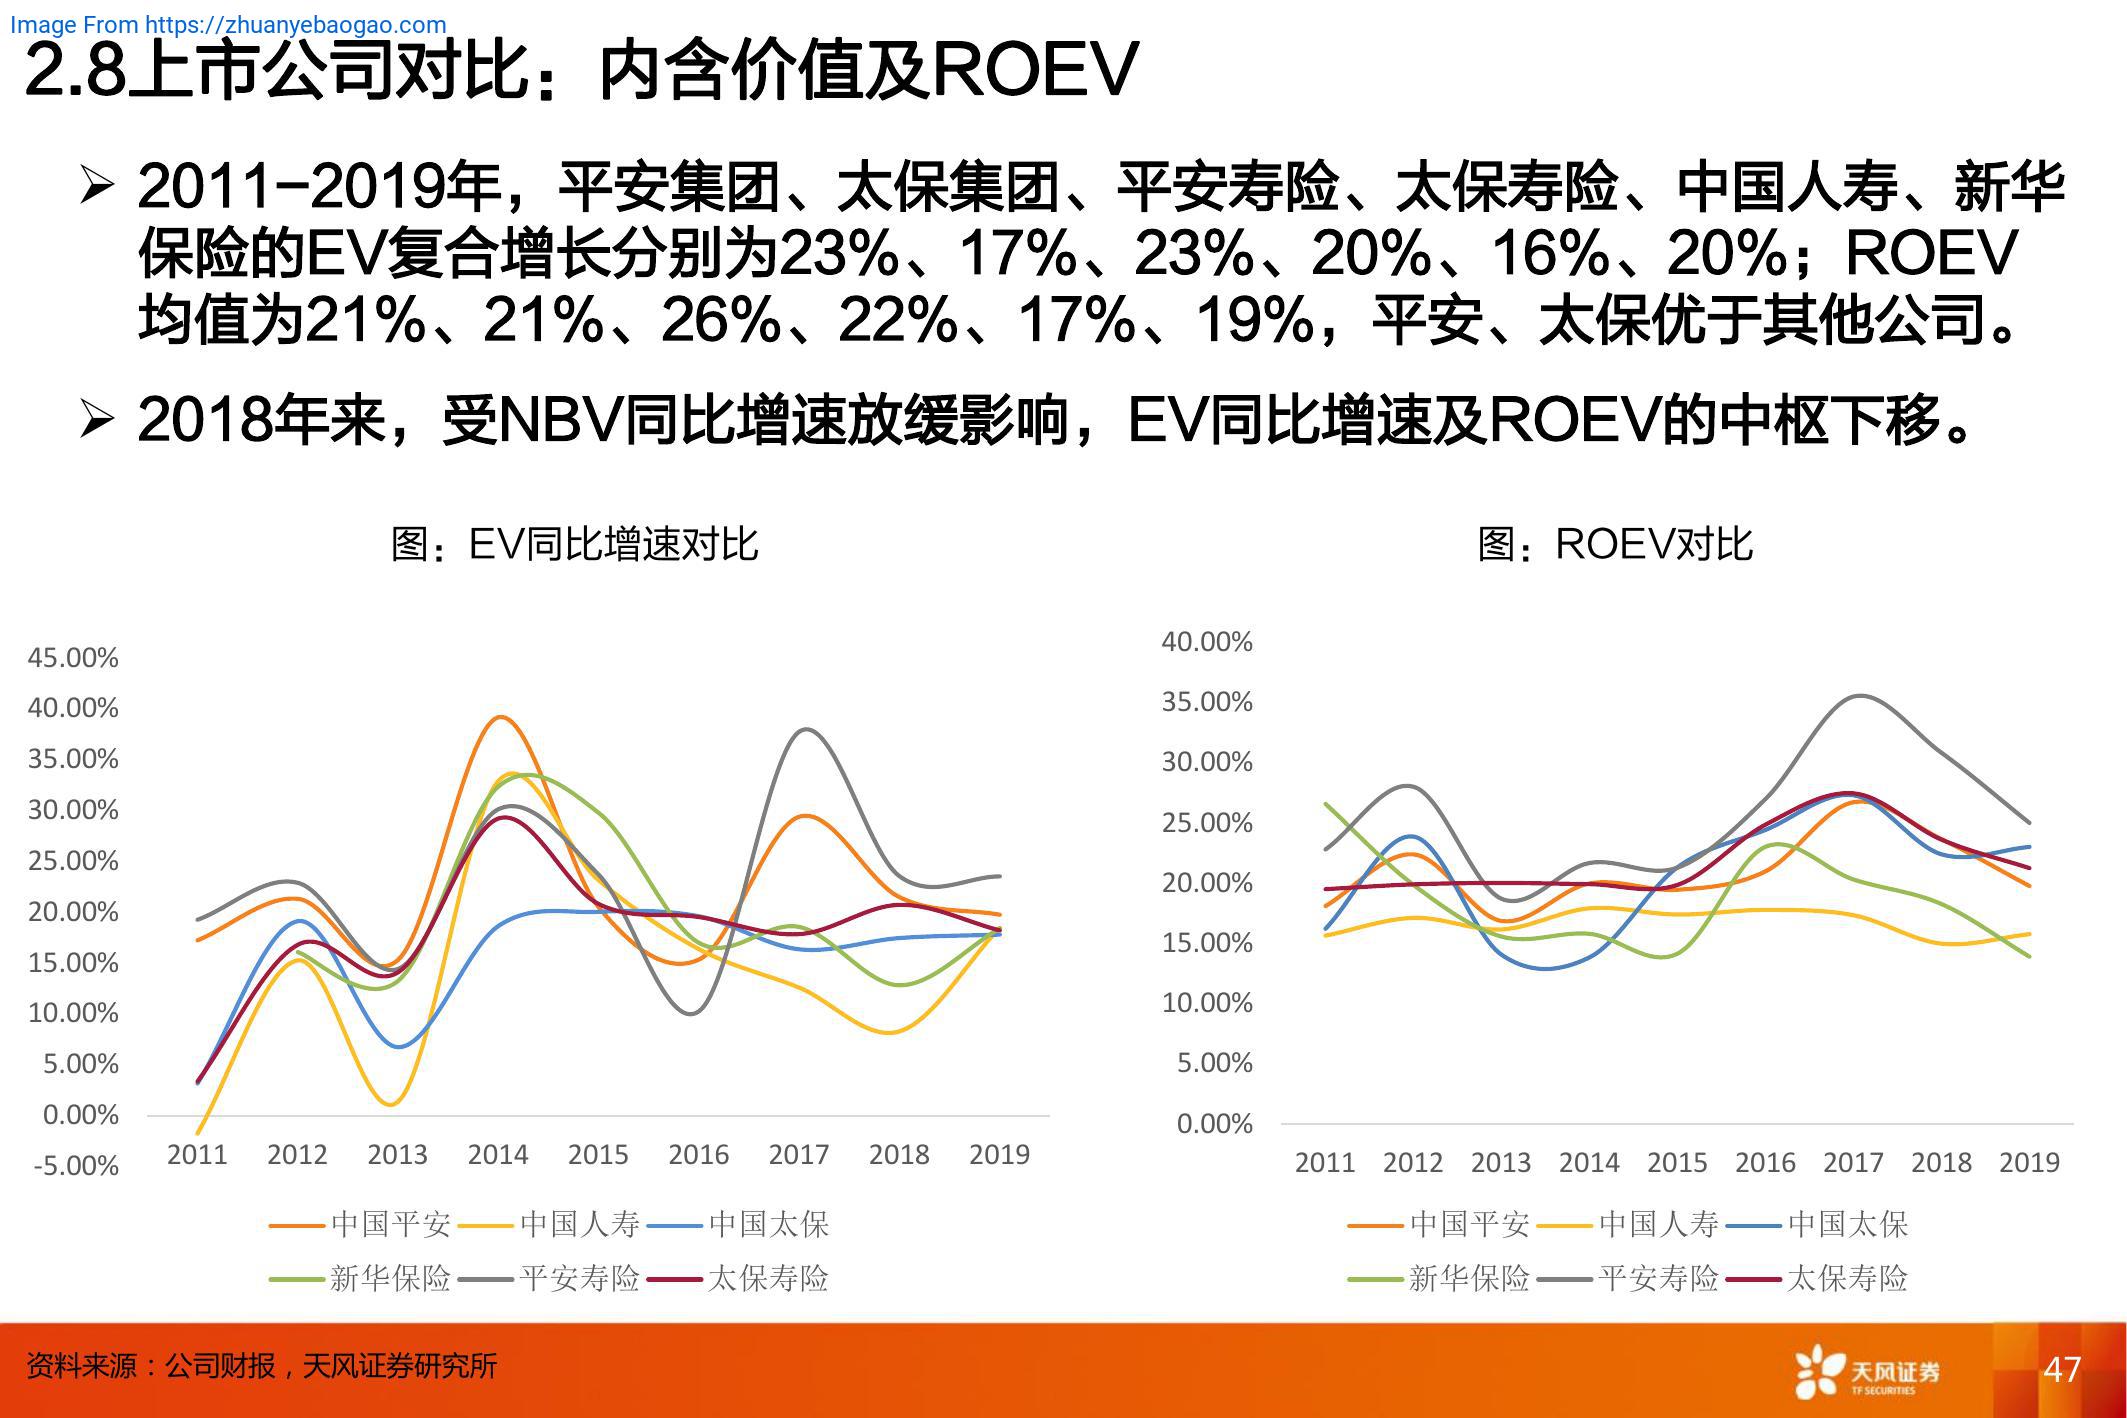 Image From https://zhuanyebaogao.com
2.8上市公司对比：内含价值及ROEV
➢ 2011-2019年，平安集团、太保集团、平安寿险、太保寿险、中国人寿、新华
保险的EV复合增长分别为23%、17%、23%、20%、16%、20%；ROEV
均值为21%、21%、26%、22%、17%、19%，平安、太保优于其他公司。
➢ 2018年来，受NBV同比增速放缓影响，EV同比增速及ROEV的中枢下移。
图：EV同比增速对比
45.00%
40.00%
35.00%
30.00%
25.00%
20.00%
15.00%
10.00%
5.00%
0.00%
-5.00%
2011 2012 2013 2014 2015 2016 2017 2018 2019
中国平安 中国人寿 中国太保
新华保险 平安寿险 太保寿险
图：ROEV对比
40.00%
35.00%
30.00%
25.00%
20.00%
15.00%
10.00%
5.00%
0.00%
2011 2012 2013 2014 2015 2016 2017 2018 2019
中国平安 中国人寿 中国太保
新华保险 平安寿险 太保寿险
资料来源：公司财报，天风证券研究所
天风证券
TF SECURITIES
47